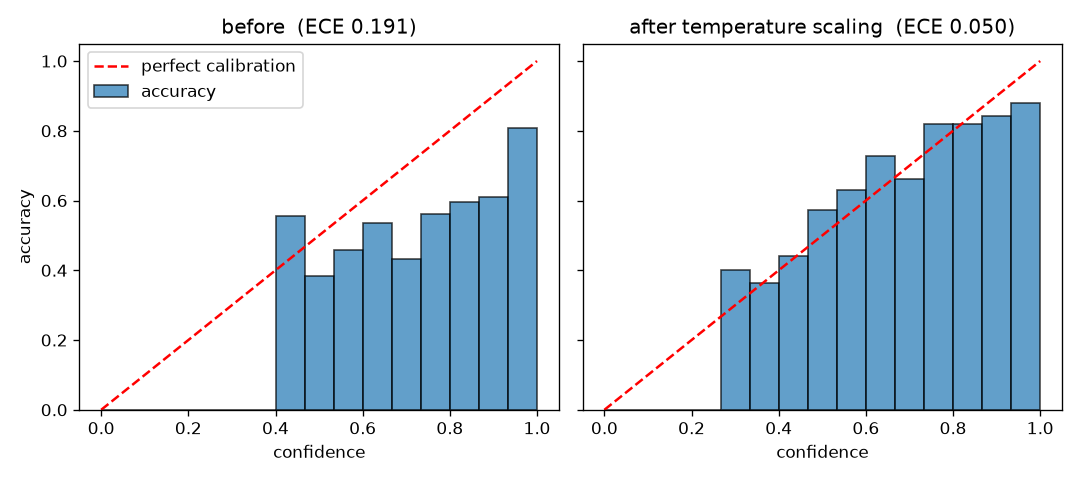 before  (ECE 0.191)
after temperature scaling  (ECE 0.050)
perfect calibration
accuracy
accuracy
1.0
0.8
0.6
0.4
0.2
0.0
0.0 0.2 0.4 0.6 0.8 1.0
confidence
0.0 0.2 0.4 0.6 0.8 1.0
confidence